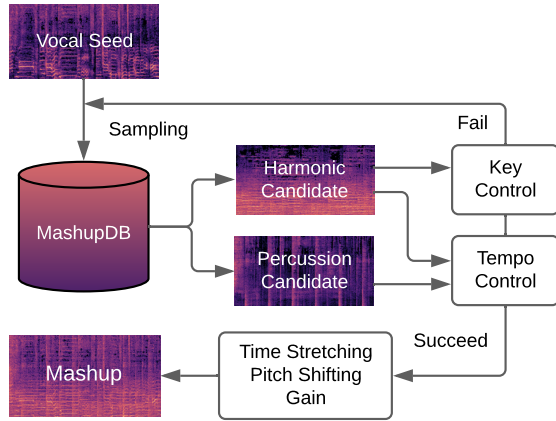 Vocal Seed
Sampling
Fail
MashupDB
Harmonic
Candidate
Key
Control
Percussion
Candidate
Tempo
Control
Succeed
Time Stretching
Pitch Shifting
Gain
Mashup